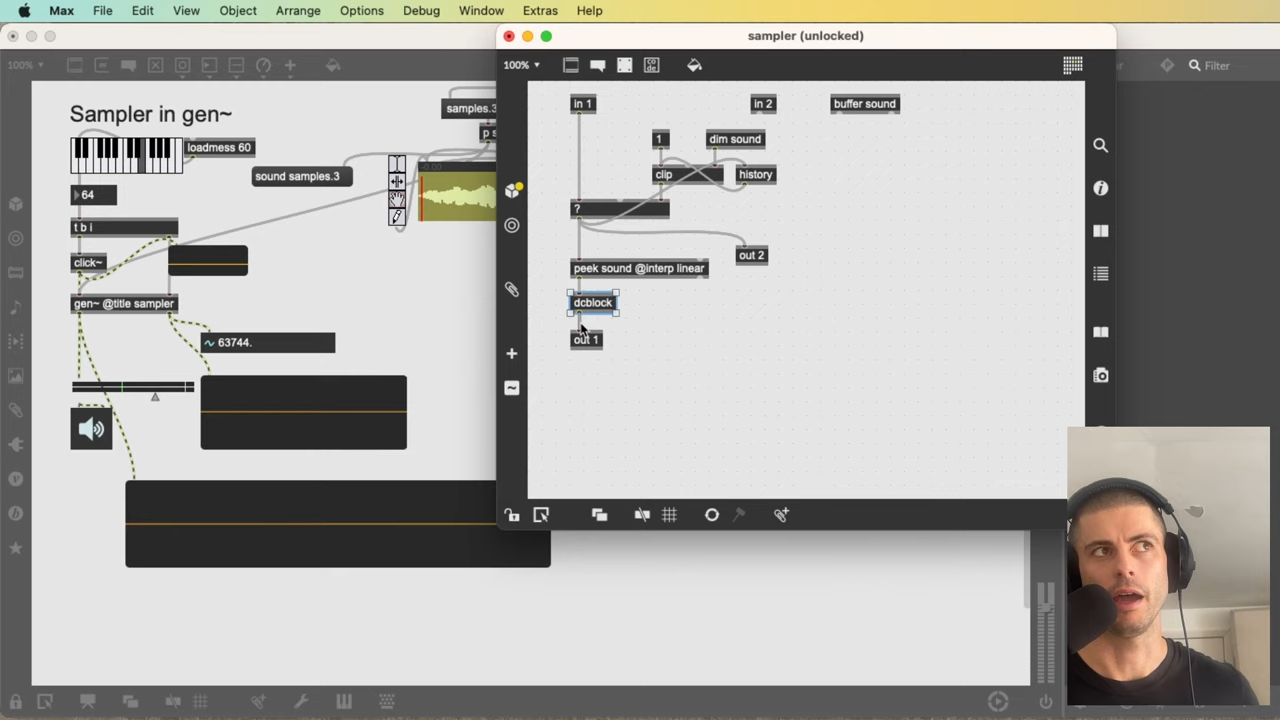 Max File Edit View Object Arrange Options Debug Window Extras Help
sampler (unlocked)
100%
100%
Filter
Sampler in gen~
samples.3
in 1
in 2
buffer sound
loadmess 60
1
dim sound
sound samples.3
clip
history
64
?
t b i
out 2
click~
peek sound @interp linear
gen~ @title sampler
dcblock
63744.
out 1